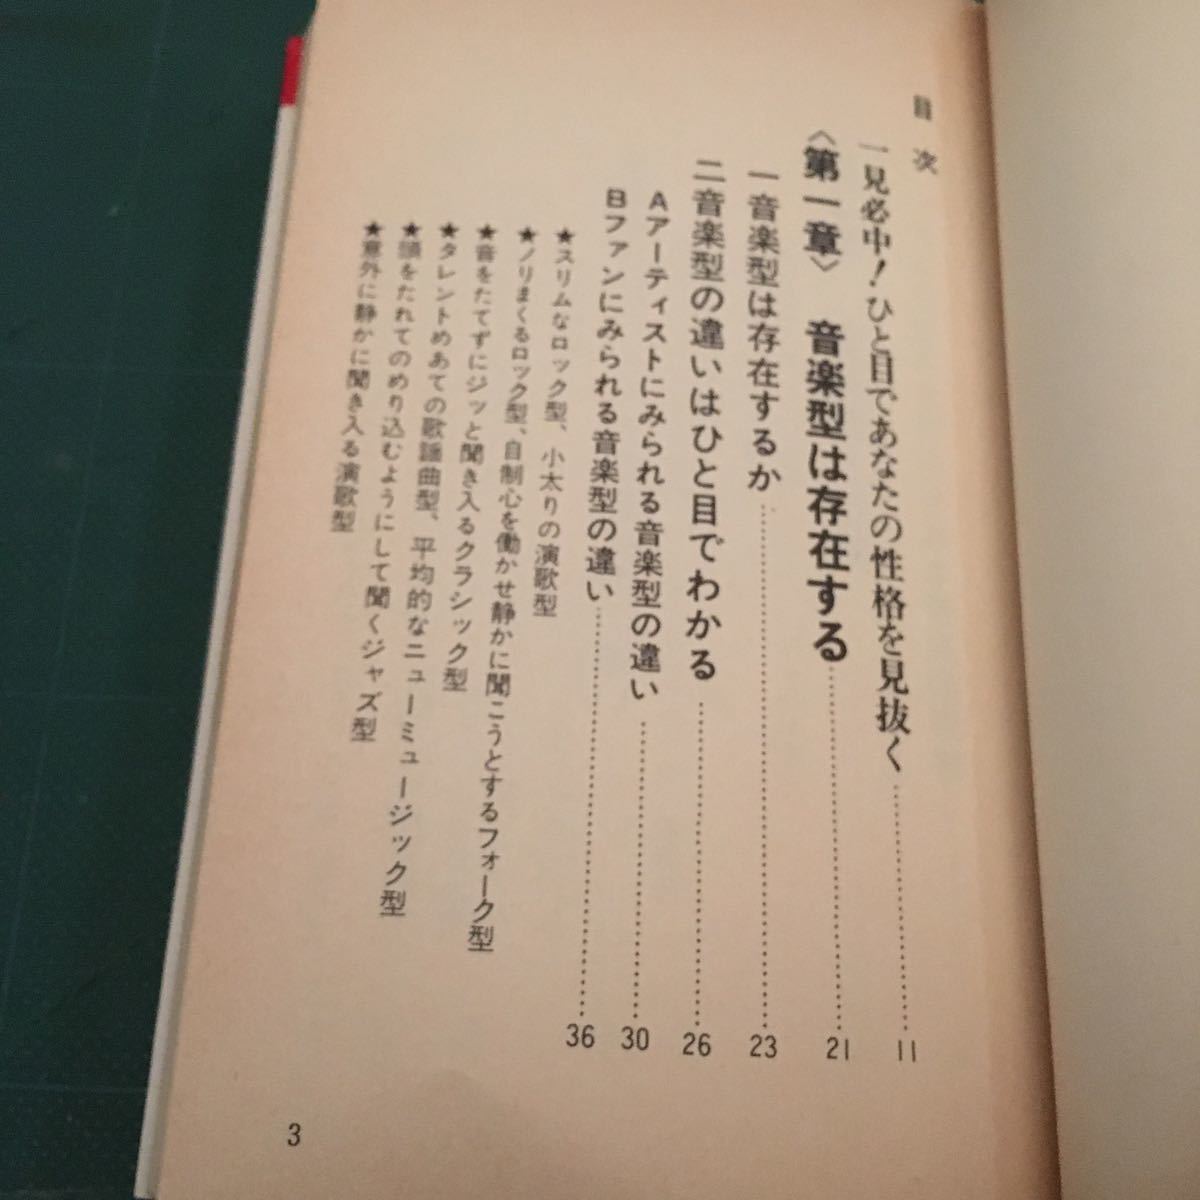 目次
一見必中！ひと目であなたの性格を見抜く……11
〈第一章〉 音楽型は存在する……21
一 音楽型は存在するか……23
二 音楽型の違いはひと目でわかる……26
A アーティストにみられる音楽型の違い……30
B ファンにみられる音楽型の違い……36
★スリムなロック型、小太りの演歌型
★ノリまくるロック型、自制心を働かせ静かに聞こうとするフォーク型
★音をたてずにジッと聞き入るクラシック型
★タレントめあての歌謡曲型、平均的なニューミュージック型
★頭をたれてのめり込むようにして聞くジャズ型
★意外に静かに聞き入る演歌型
3